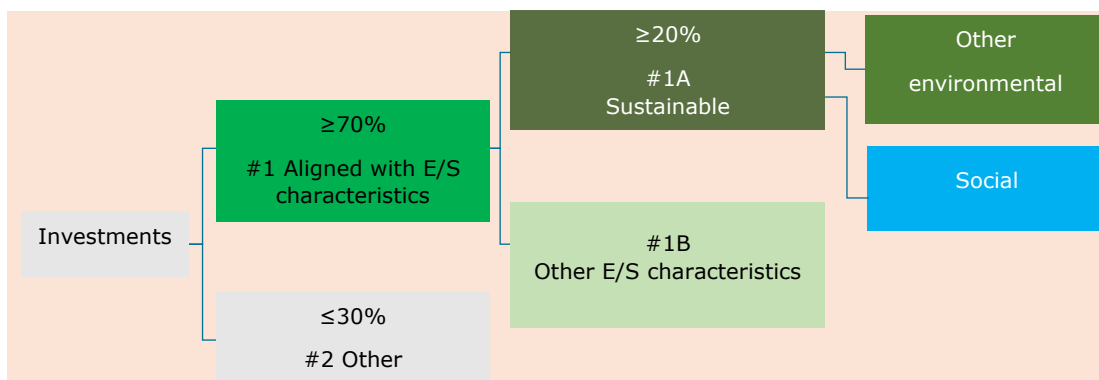 Investments
≥70%
#1 Aligned with E/S
characteristics
≤30%
#2 Other
≥20%
#1A
Sustainable
#1B
Other E/S characteristics
Other
environmental
Social